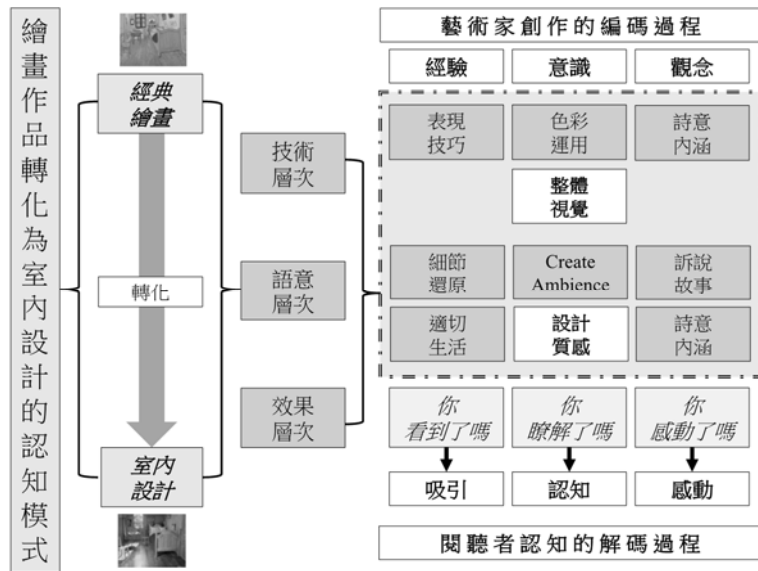 繪畫作品轉化為室內設計的認知模式
經典
繪畫
轉化
室內
設計
技術
層次
語意
層次
效果
層次
藝術家創作的編碼過程
經驗
意識
觀念
表現
技巧
色彩
運用
詩意
內涵
整體
視覺
細節
還原
Create
Ambience
訴說
故事
適切
生活
設計
質感
詩意
內涵
你
看到了嗎
你
瞭解了嗎
你
感動了嗎
吸引
認知
感動
閱聽者認知的解碼過程